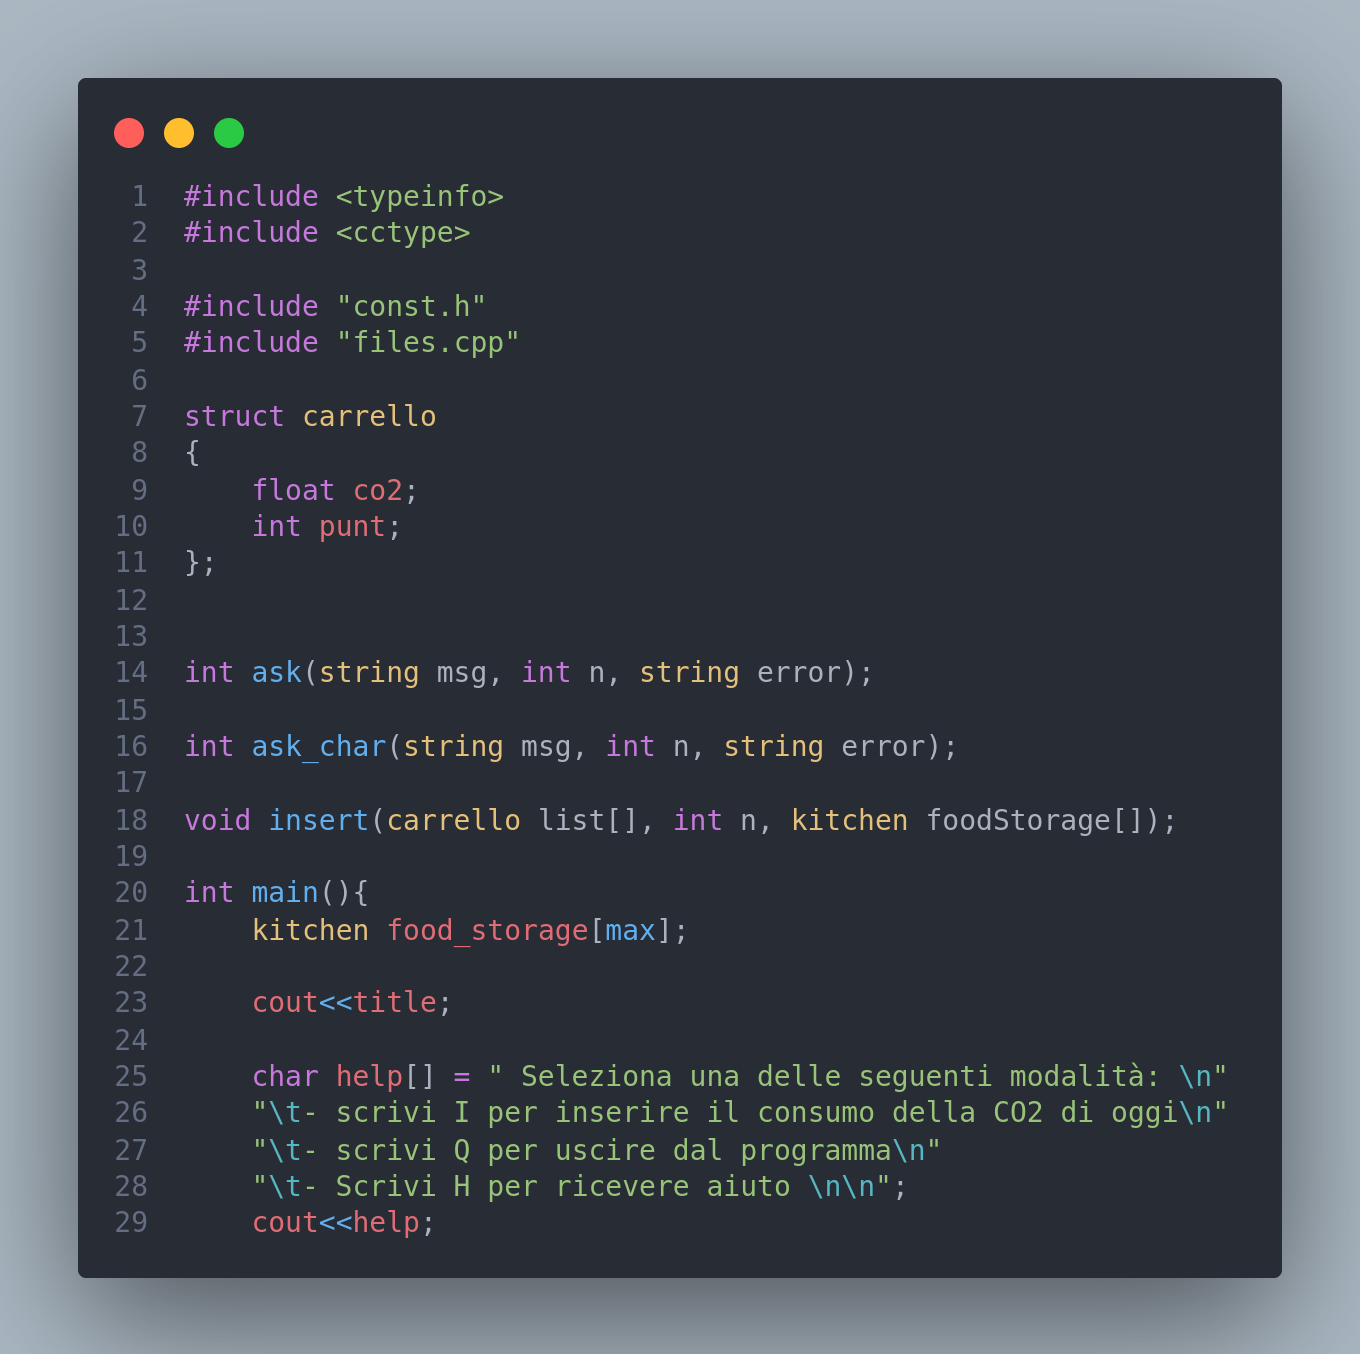 1 #include <typeinfo>
2 #include <cctype>
3
4 #include "const.h"
5 #include "files.cpp"
6
7 struct carrello
8 {
9     float co2;
10     int punt;
11 };
12
13
14 int ask(string msg, int n, string error);
15
16 int ask_char(string msg, int n, string error);
17
18 void insert(carrello list[], int n, kitchen foodStorage[]);
19
20 int main(){
21     kitchen food_storage[max];
22
23     cout<<title;
24
25     char help[] = " Seleziona una delle seguenti modalità: \n"
26     "\t- scrivi I per inserire il consumo della CO2 di oggi\n"
27     "\t- scrivi Q per uscire dal programma\n"
28     "\t- Scrivi H per ricevere aiuto \n\n";
29     cout<<help;